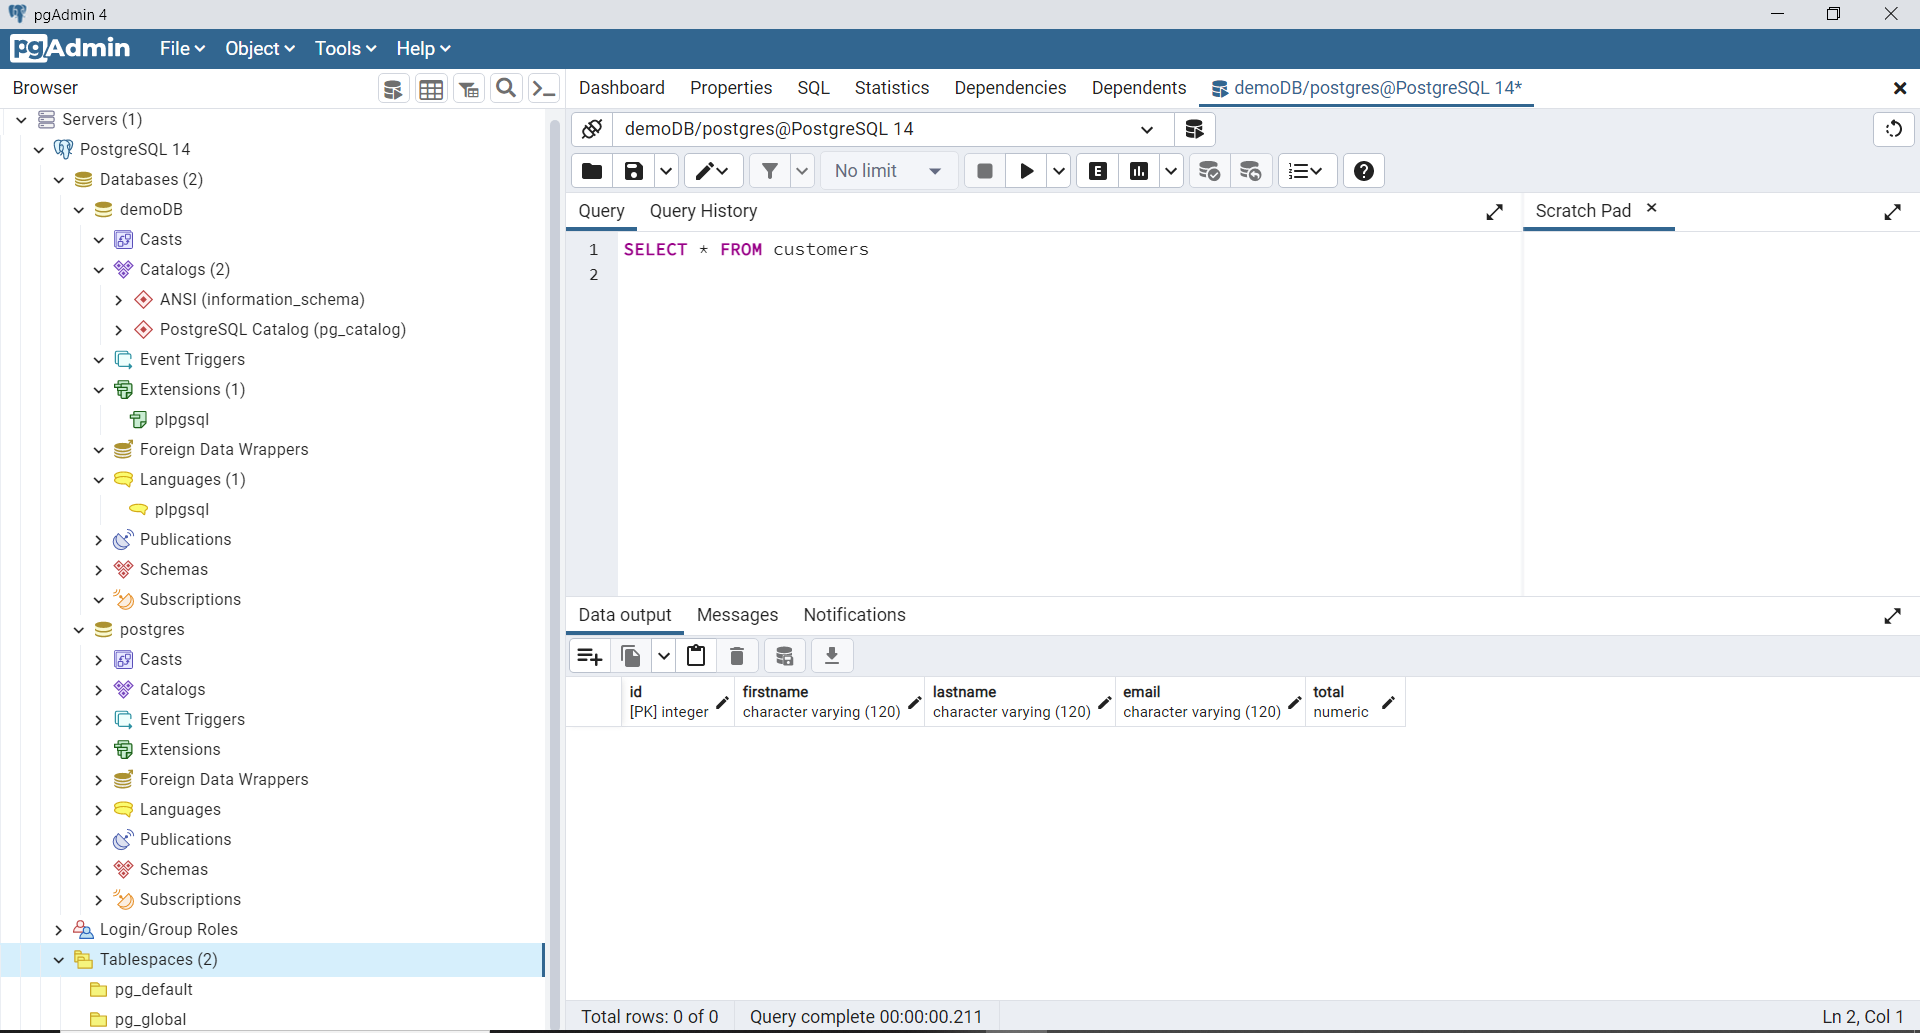 pgAdmin 4
pgAdmin File Object Tools Help
Browser
Servers (1)
PostgreSQL 14
Databases (2)
demoDB
Casts
Catalogs (2)
ANSI (information_schema)
PostgreSQL Catalog (pg_catalog)
Event Triggers
Extensions (1)
plpgsql
Foreign Data Wrappers
Languages (1)
plpgsql
Publications
Schemas
Subscriptions
postgres
Casts
Catalogs
Event Triggers
Extensions
Foreign Data Wrappers
Languages
Publications
Schemas
Subscriptions
Login/Group Roles
Tablespaces (2)
pg_default
pg_global
Dashboard Properties SQL Statistics Dependencies Dependents demoDB/postgres@PostgreSQL 14*
demoDB/postgres@PostgreSQL 14
No limit E
Query Query History
Scratch Pad
1 SELECT * FROM customers
2
Data output Messages Notifications
id firstname lastname email total
[PK] integer character varying (120) character varying (120) character varying (120) numeric
Total rows: 0 of 0 Query complete 00:00:00.211 Ln 2, Col 1